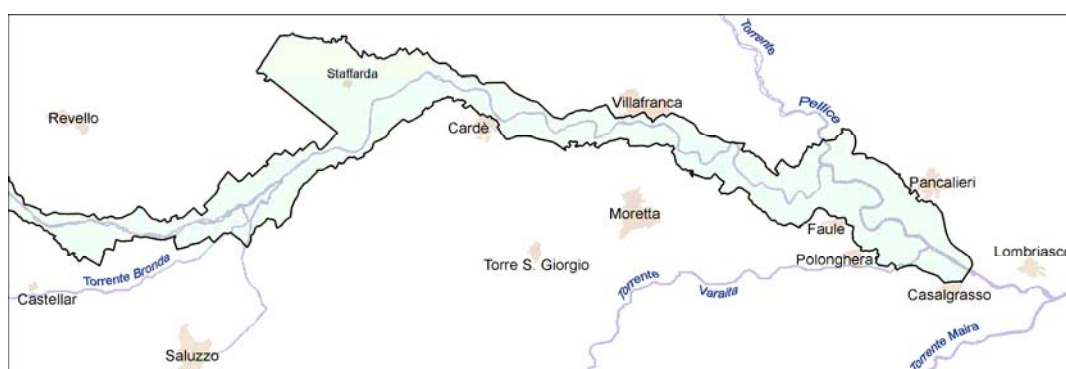 Torrente
Pellice
Staffarda
Villafranca
Revello
Cardè
Pancalieri
Moretta
Faule
Lombriasco
Torre S. Giorgio
Polonghera
Torrente Bronda
Torrente
Varaita
Castellar
Casalgrasso
Saluzzo
Torrente Maira